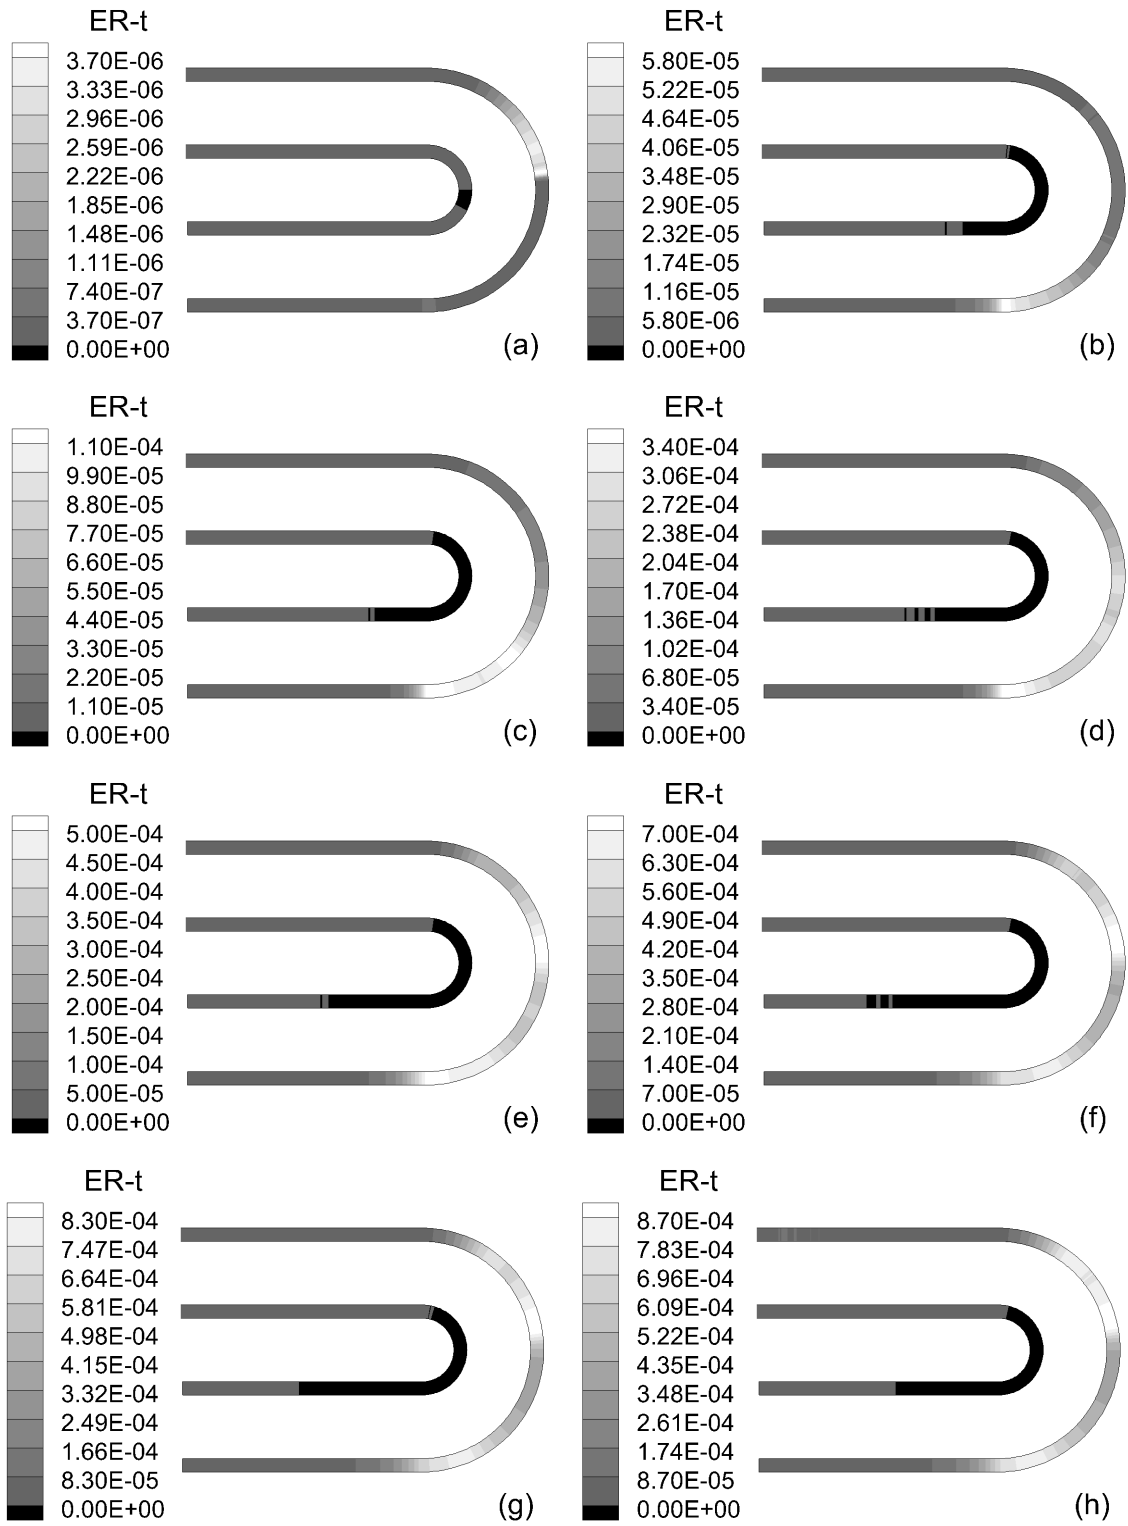 ER-t
3.70E-06
3.33E-06
2.96E-06
2.59E-06
2.22E-06
1.85E-06
1.48E-06
1.11E-06
7.40E-07
3.70E-07
0.00E+00
(a)
ER-t
5.80E-05
5.22E-05
4.64E-05
4.06E-05
3.48E-05
2.90E-05
2.32E-05
1.74E-05
1.16E-05
5.80E-06
0.00E+00
(b)
ER-t
1.10E-04
9.90E-05
8.80E-05
7.70E-05
6.60E-05
5.50E-05
4.40E-05
3.30E-05
2.20E-05
1.10E-05
0.00E+00
(c)
ER-t
3.40E-04
3.06E-04
2.72E-04
2.38E-04
2.04E-04
1.70E-04
1.36E-04
1.02E-04
6.80E-05
3.40E-05
0.00E+00
(d)
ER-t
5.00E-04
4.50E-04
4.00E-04
3.50E-04
3.00E-04
2.50E-04
2.00E-04
1.50E-04
1.00E-04
5.00E-05
0.00E+00
(e)
ER-t
7.00E-04
6.30E-04
5.60E-04
4.90E-04
4.20E-04
3.50E-04
2.80E-04
2.10E-04
1.40E-04
7.00E-05
0.00E+00
(f)
ER-t
8.30E-04
7.47E-04
6.64E-04
5.81E-04
4.98E-04
4.15E-04
3.32E-04
2.49E-04
1.66E-04
8.30E-05
0.00E+00
(g)
ER-t
8.70E-04
7.83E-04
6.96E-04
6.09E-04
5.22E-04
4.35E-04
3.48E-04
2.61E-04
1.74E-04
8.70E-05
0.00E+00
(h)